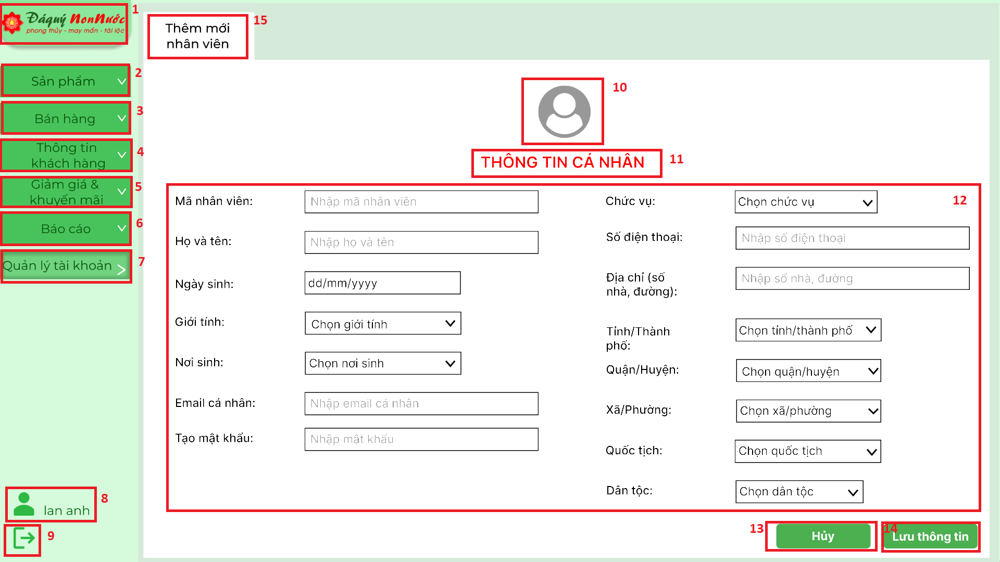 Đáquý NonNước
phong thủy - may mắn - tài lộc
1
Sản phẩm
2
Bán hàng
3
Thông tin
khách hàng
4
Giảm giá &
khuyến mãi
5
Báo cáo
6
Quản lý tài khoản
7
lan anh
8
9
Thêm mới
nhân viên
15
10
THÔNG TIN CÁ NHÂN
11
12
Mã nhân viên:
Nhập mã nhân viên
Họ và tên:
Nhập họ và tên
Ngày sinh:
dd/mm/yyyy
Giới tính:
Chọn giới tính
Nơi sinh:
Chọn nơi sinh
Email cá nhân:
Nhập email cá nhân
Tạo mật khẩu:
Nhập mật khẩu
Chức vụ:
Chọn chức vụ
Số điện thoại:
Nhập số điện thoại
Địa chỉ (số
nhà, đường):
Nhập số nhà, đường
Tỉnh/Thành
phố:
Chọn tỉnh/thành phố
Quận/Huyện:
Chọn quận/huyện
Xã/Phường:
Chọn xã/phường
Quốc tịch:
Chọn quốc tịch
Dân tộc:
Chọn dân tộc
13
Hủy
14
Lưu thông tin